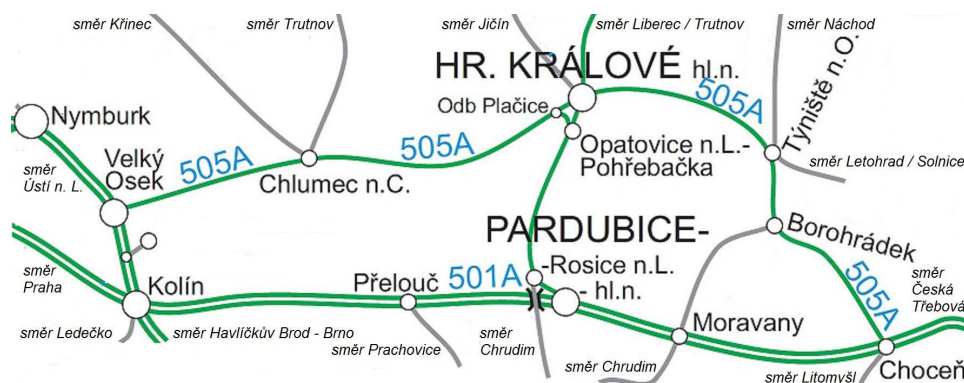 směr Křinec
směr Trutnov
směr Jičín
směr Liberec / Trutnov
směr Náchod
HR. KRÁLOVÉ hl.n.
505A
Týniště n.O.
Nymburk
Odb Plačice
505A
505A
Opatovice n.L.-
Pohřebačka
směr Letohrad / Solnice
Velký
Osek
směr
Ústí n. L.
Chlumec n.C.
PARDUBICE-
Borohrádek
-Rosice n.L.
- hl.n.
505A
směr
Česká
Třebová
směr
Praha
Kolín
Přelouč
501A
Moravany
směr Ledečko
směr Havlíčkův Brod - Brno
směr Prachovice
směr
Chrudim
směr Chrudim
směr Litomyšl
Choceň